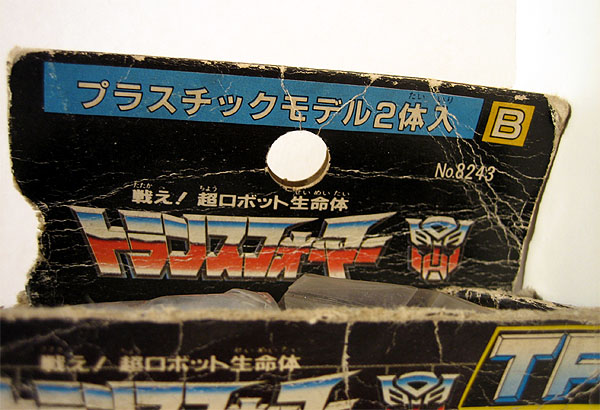 プラスチックモデル2体入
B
No.8243
戦え! 超ロボット生命体
トランスフォーマー
戦え! 超ロボット生命体